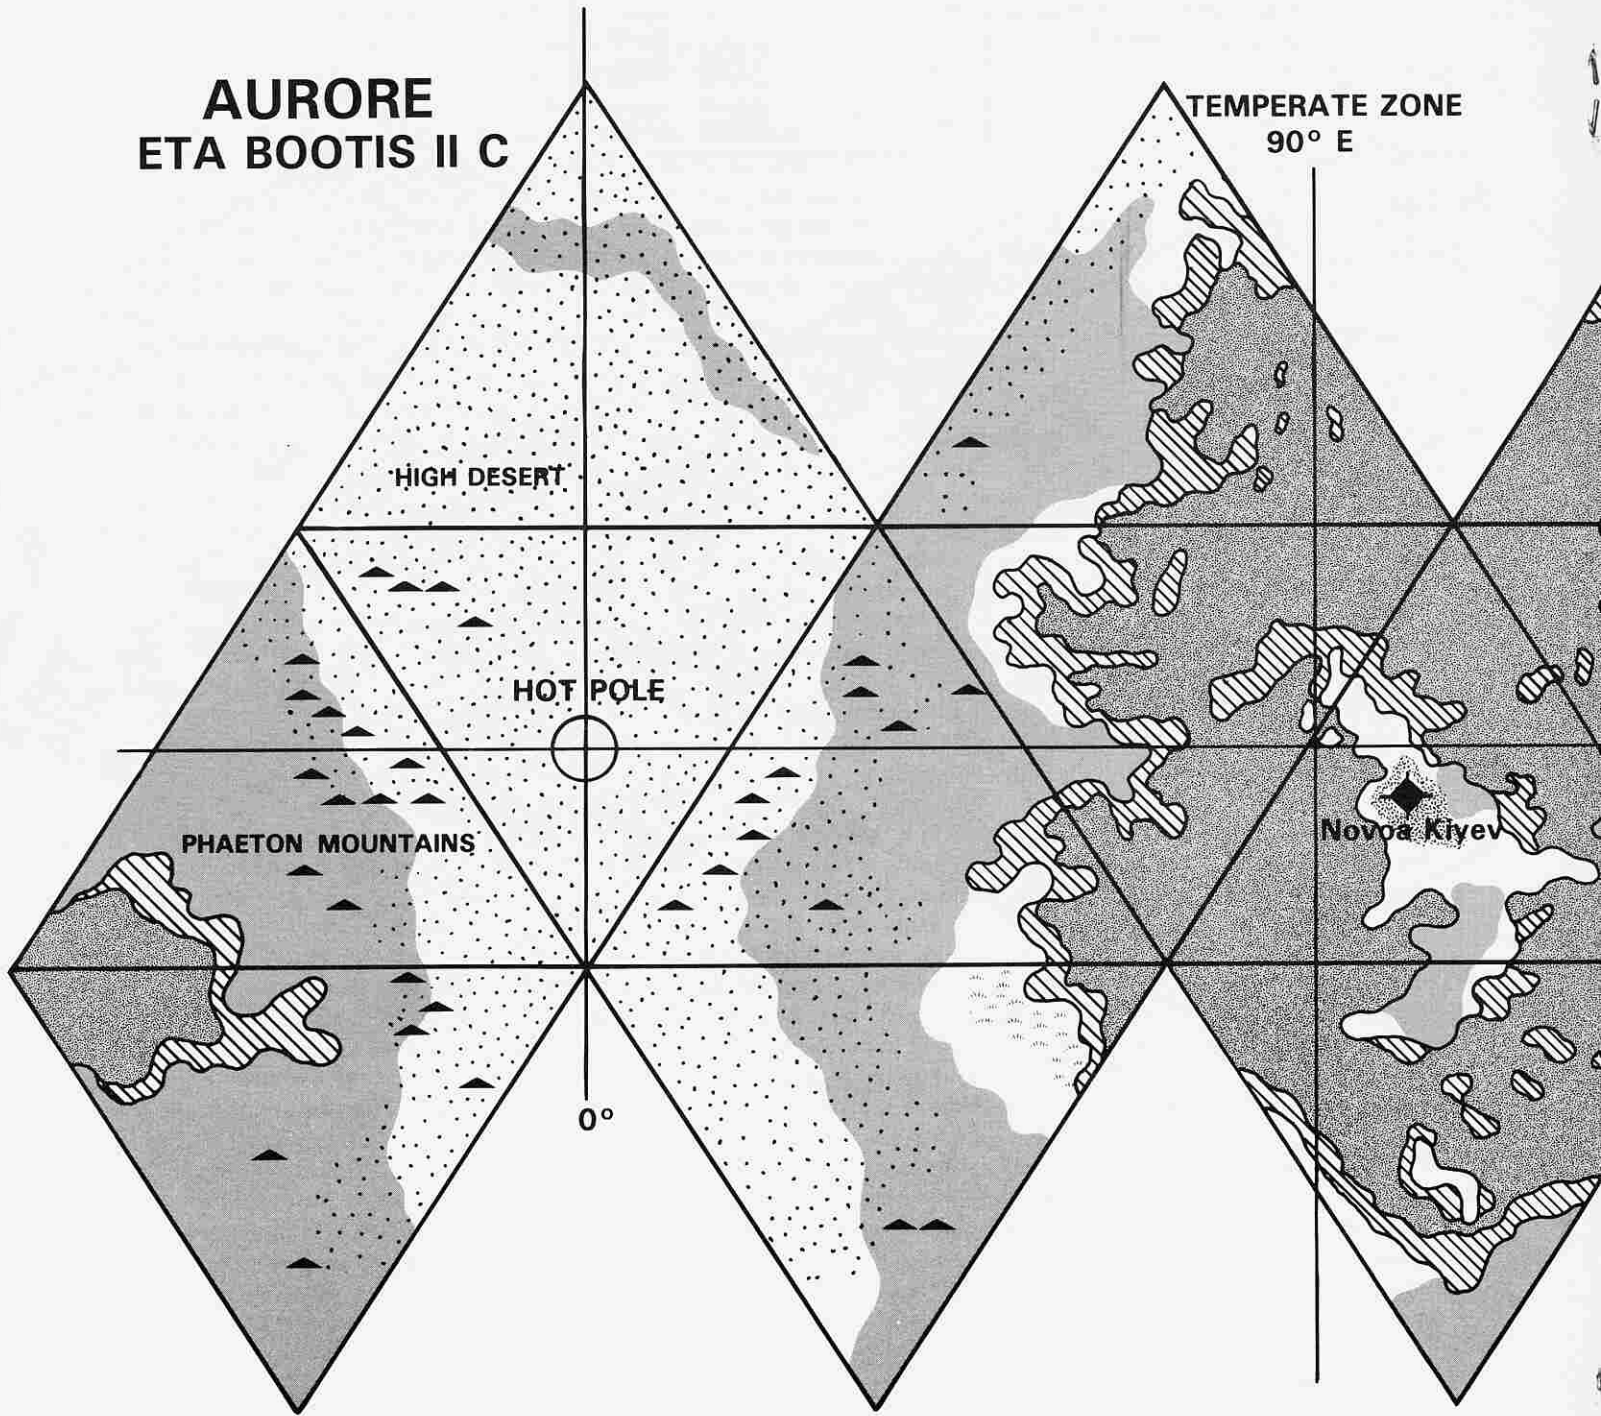 AURORE
ETA BOOTIS II C
TEMPERATE ZONE
90° E
HIGH DESERT
HOT POLE
PHAETON MOUNTAINS
Novoa Kiyev
0°